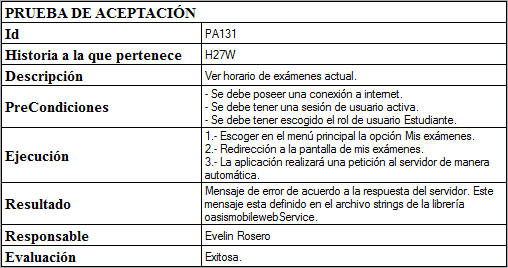 PRUEBA DE ACEPTACIÓN
Id PA131
Historia a la que pertenece H27W
Descripción Ver horario de exámenes actual.
PreCondiciones - Se debe poseer una conexión a internet.
- Se debe tener una sesión de usuario activa.
- Se debe tener escogido el rol de usuario Estudiante.
Ejecución 1.- Escoger en el menú principal la opción Mis exámenes.
2.- Redirección a la pantalla de mis exámenes.
3.- La aplicación realizará una petición al servidor de manera
automática.
Resultado Mensaje de error de acuerdo a la respuesta del servidor. Este
mensaje esta definido en el archivo strings de la librería
oasismobilewebService.
Responsable Evelin Rosero
Evaluación Exitosa.